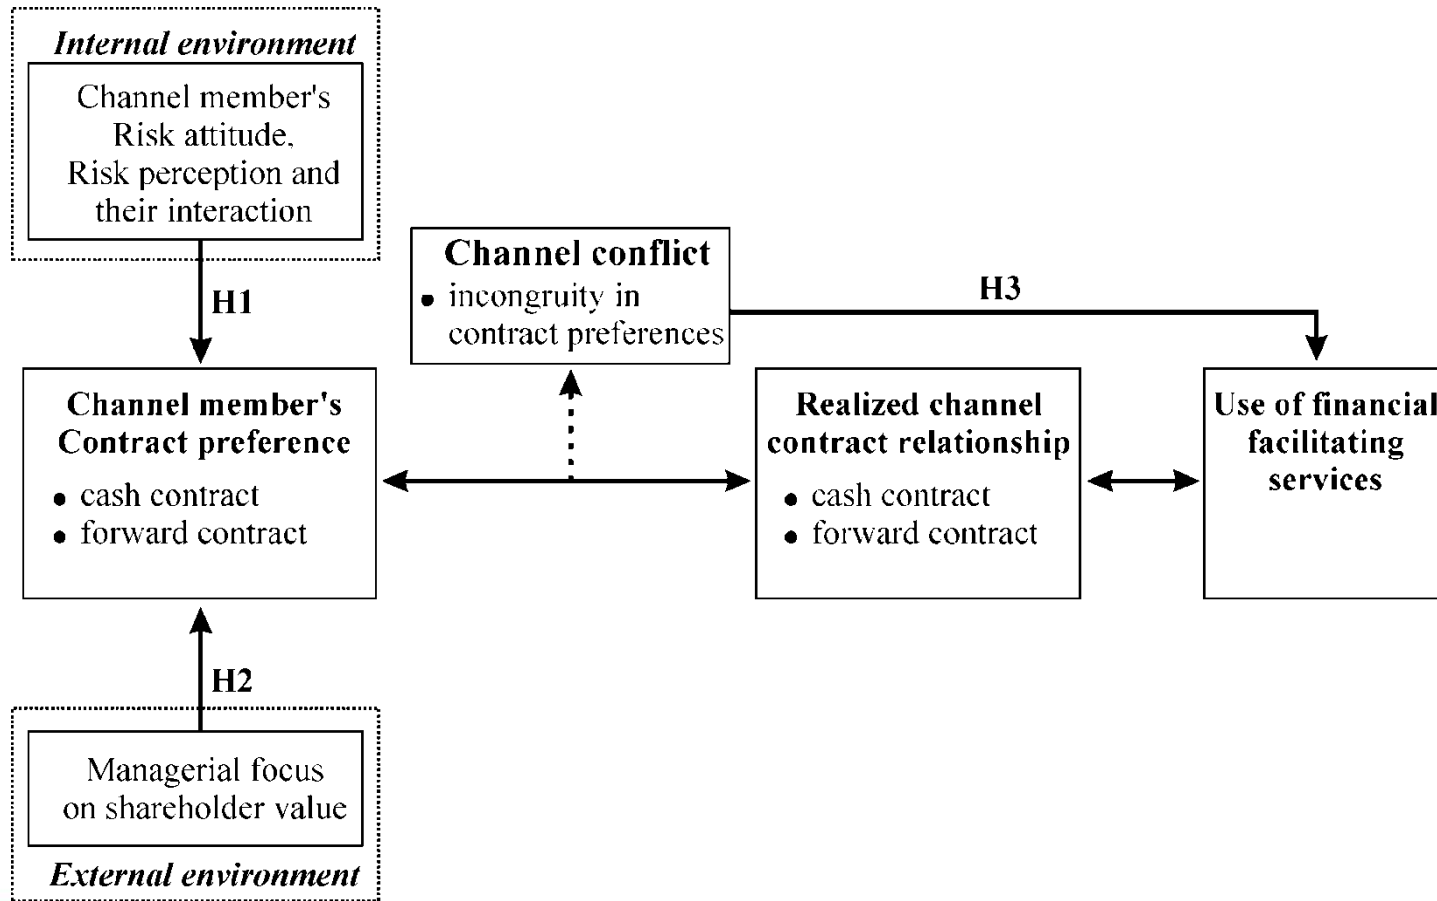 Internal environment
Channel member's
Risk attitude,
Risk perception and
their interaction
H1
Channel conflict
• incongruity in
contract preferences
H3
Channel member's
Contract preference
• cash contract
• forward contract
Realized channel
contract relationship
• cash contract
• forward contract
Use of financial
facilitating
services
H2
Managerial focus
on shareholder value
External environment